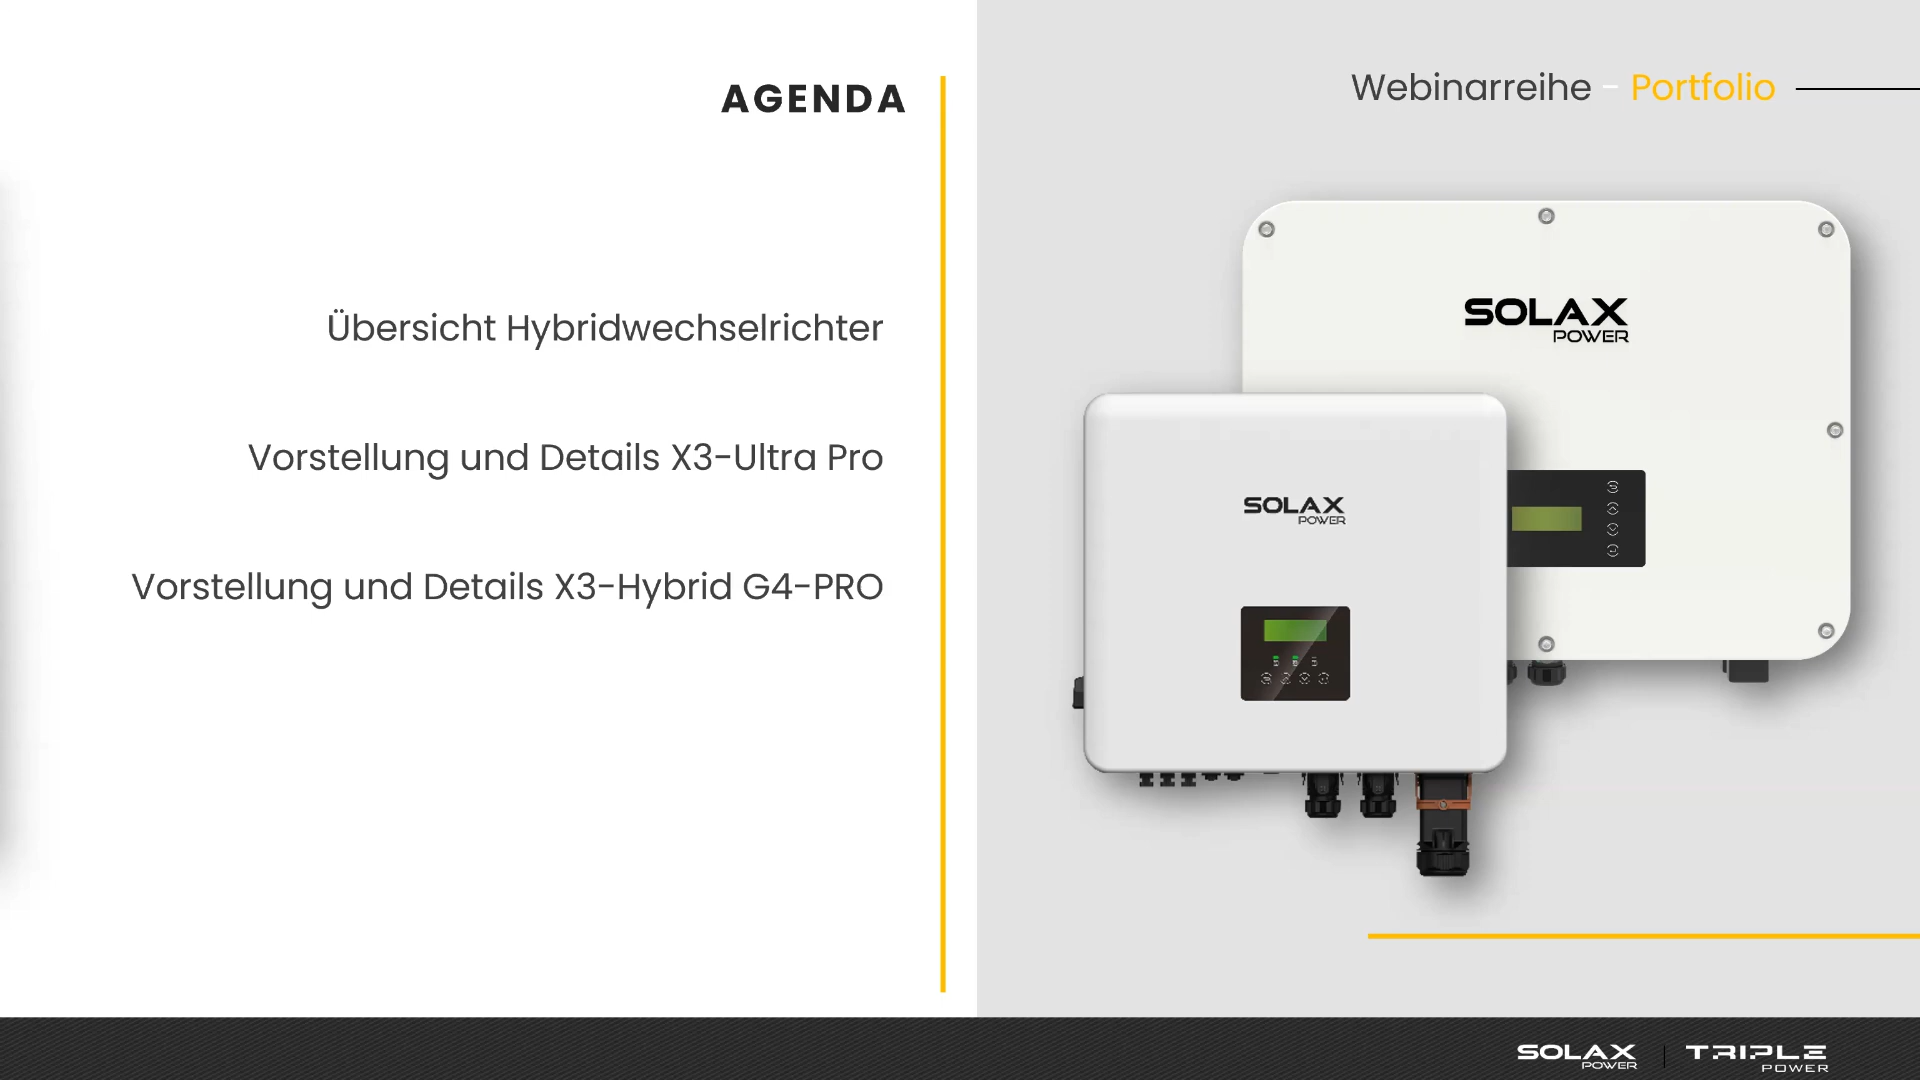 AGENDA
Webinarreihe - Portfolio
Übersicht Hybridwechselrichter
Vorstellung und Details X3-Ultra Pro
Vorstellung und Details X3-Hybrid G4-PRO
SOLAX
POWER
SOLAX
POWER
SOLAX
POWER
TRIPLE
POWER